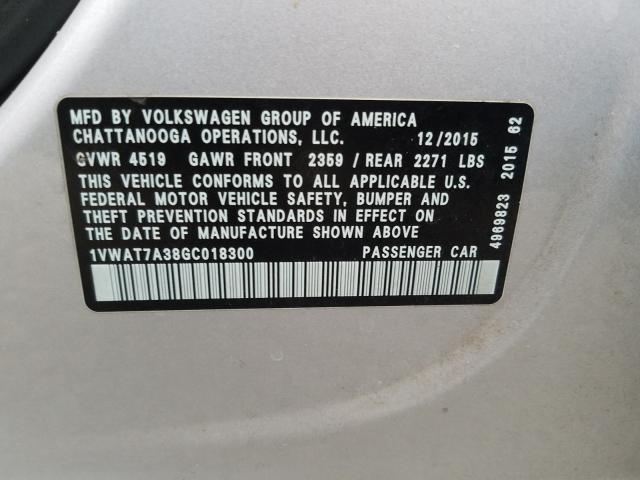 MFD BY VOLKSWAGEN GROUP OF AMERICA
CHATTANOOGA OPERATIONS, LLC. 12/2015
GVWR 4519 GAWR FRONT 2359 / REAR 2271 LBS
THIS VEHICLE CONFORMS TO ALL APPLICABLE U.S.
FEDERAL MOTOR VEHICLE SAFETY, BUMPER AND
THEFT PREVENTION STANDARDS IN EFFECT ON
THE DATE OF MANUFACTURE SHOWN ABOVE
1VWAT7A38GC018300 PASSENGER CAR
4969823 2015 62